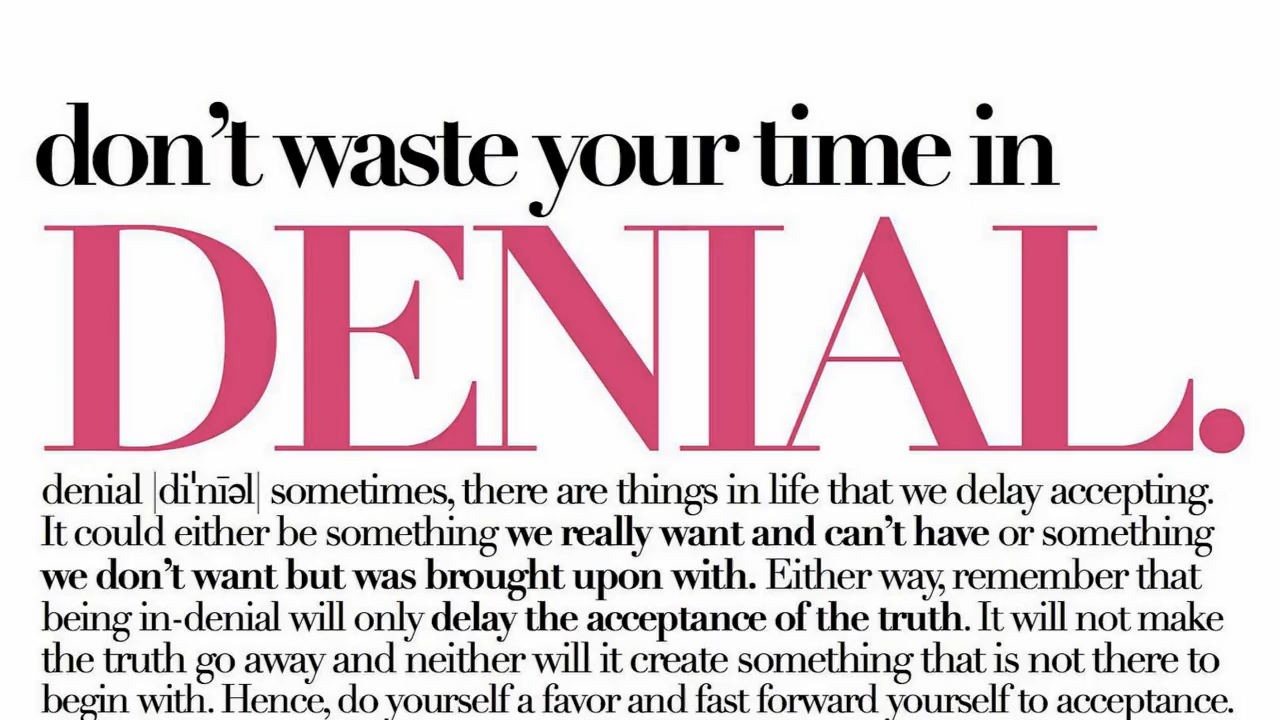 don’t waste your time in
DENIAL.
denial |diˈnīəl| sometimes, there are things in life that we delay accepting.
It could either be something we really want and can’t have or something
we don’t want but was brought upon with. Either way, remember that
being in-denial will only delay the acceptance of the truth. It will not make
the truth go away and neither will it create something that is not there to
begin with. Hence, do yourself a favor and fast forward yourself to acceptance.